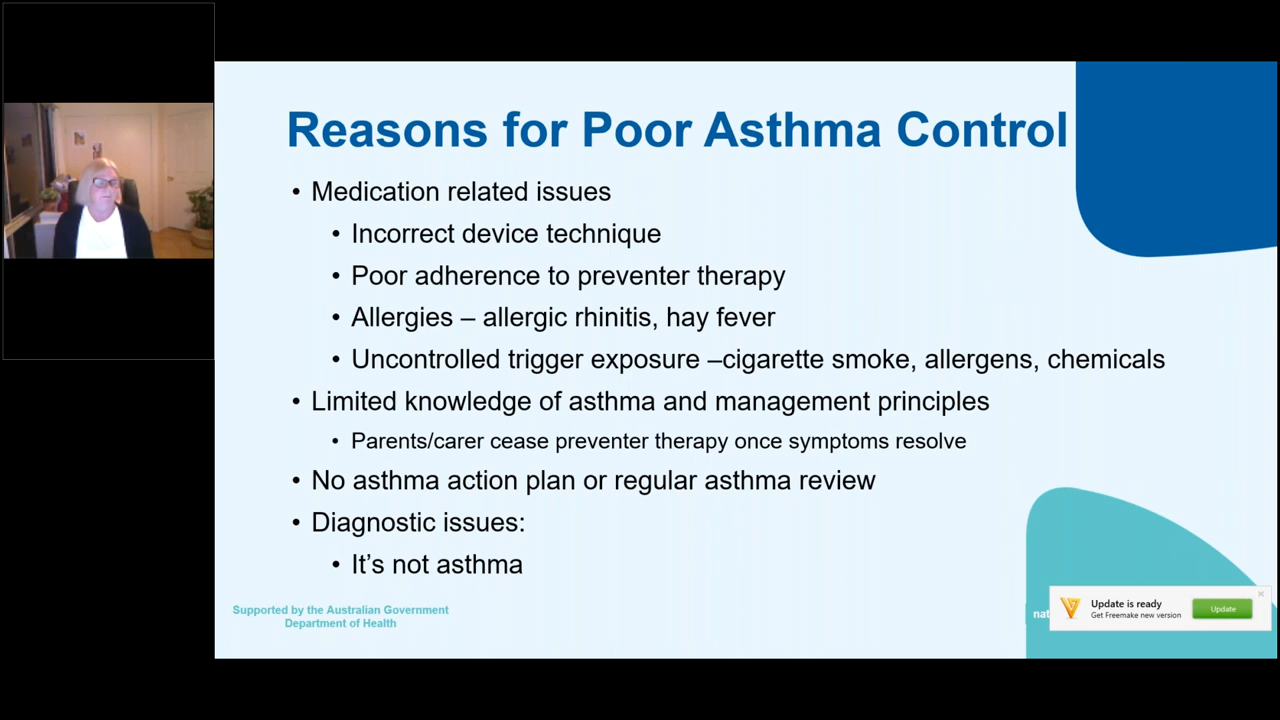 Reasons for Poor Asthma Control
• Medication related issues
• Incorrect device technique
• Poor adherence to preventer therapy
• Allergies – allergic rhinitis, hay fever
• Uncontrolled trigger exposure –cigarette smoke, allergens, chemicals
• Limited knowledge of asthma and management principles
• Parents/carer cease preventer therapy once symptoms resolve
• No asthma action plan or regular asthma review
• Diagnostic issues:
• It’s not asthma
Supported by the Australian Government
Department of Health
nat
Update is ready
Get Freemake new version
Update